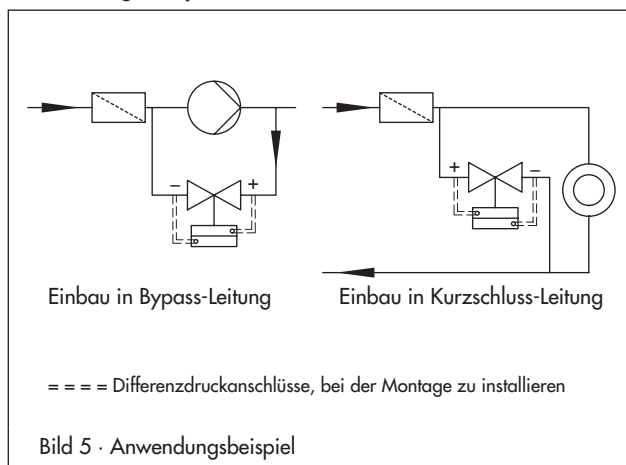 − +
+ −
Einbau in Bypass-Leitung
Einbau in Kurzschluss-Leitung
= = = = Differenzdruckanschlüsse, bei der Montage zu installieren
Bild 5 · Anwendungsbeispiel